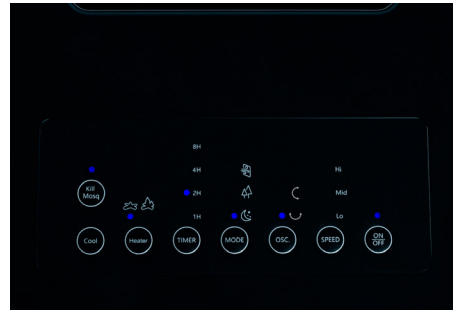 8H
4H
Hi
Kill
Mosq
2H
Mid
1H
Lo
Cool
Heater
TIMER
MODE
OSC.
SPEED
ON
OFF